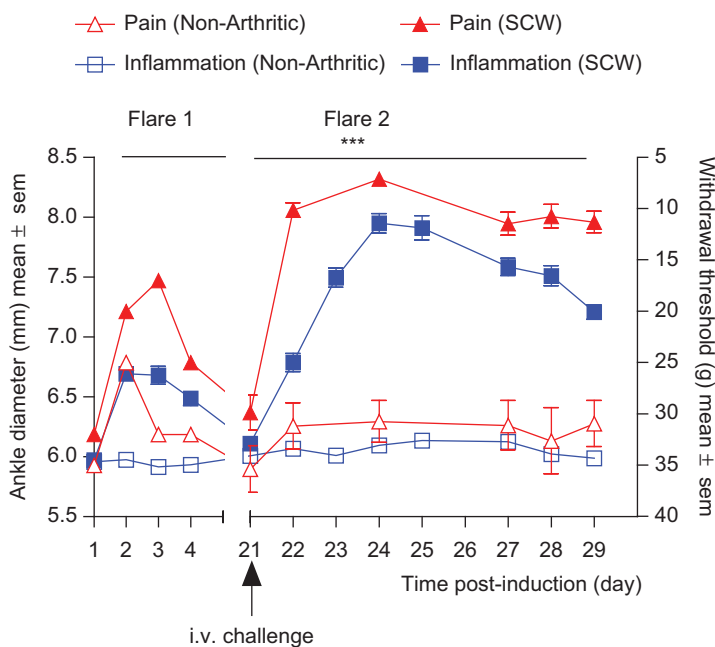 Pain (Non-Arthritic) Pain (SCW)
Inflammation (Non-Arthritic) Inflammation (SCW)
Flare 1 Flare 2
***
8.5
8.0
7.5
7.0
6.5
6.0
5.5
Ankle diameter (mm) mean ± sem
5
10
15
20
25
30
35
40
Withdrawal threshold (g) mean ± sem
1 2 3 4 21 22 23 24 25 26 27 28 29
Time post-induction (day)
i.v. challenge